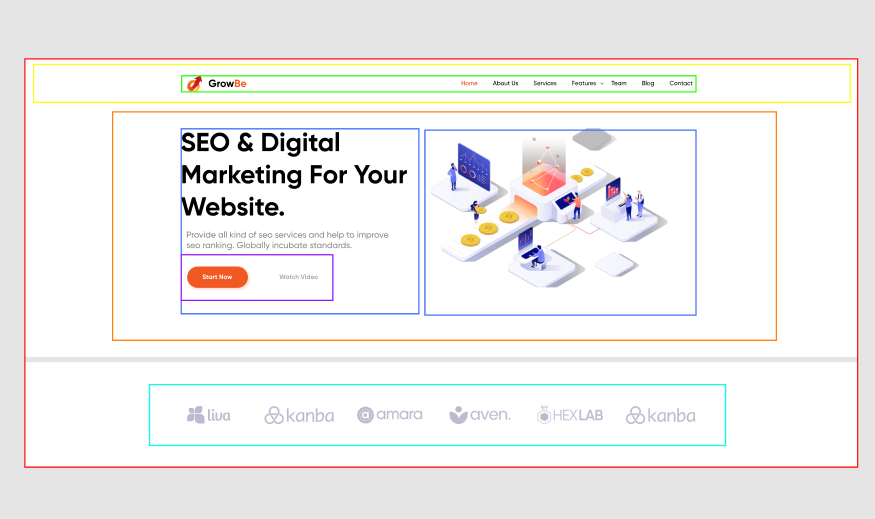 GrowBe
Home About Us Services Features Team Blog Contact
SEO & Digital
Marketing For Your
Website.
Provide all kind of seo services and help to improve
seo ranking. Globally incubate standards.
Start Now Watch Video
liva kanba amara aven. HEXLAB kanba